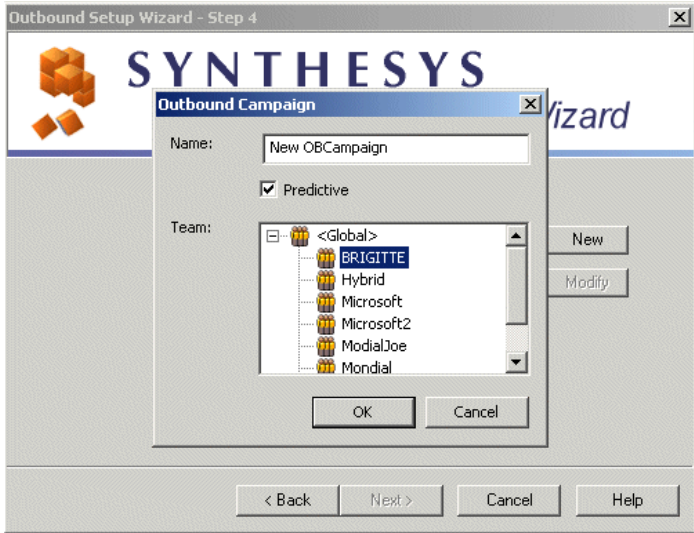 Outbound Setup Wizard - Step 4
SYNTHESYS
Outbound Campaign
Name:
New OBCampaign
Predictive
Team:
<Global>
BRIGITTE
Hybrid
Microsoft
Microsoft2
ModialJoe
Mondial
New
Modify
OK
Cancel
< Back
Next >
Cancel
Help